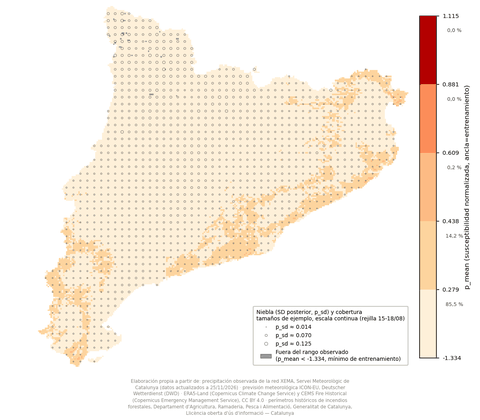 1.115
0,0 %
0.881
0,0 %
0.609
0,2 %
0.438
14,2 %
0.279
85,5 %
-1.334
p_mean (susceptibilidad normalizada, ancla=entrenamiento)
Niebla (SD posterior, p_sd) y cobertura
tamaños de ejemplo, escala continua (rejilla 15-18/08)
p_sd = 0.014
p_sd = 0.070
p_sd = 0.125
Fuera del rango observado
(p_mean < -1.334, mínimo de entrenamiento)
Elaboración propia a partir de: precipitación observada de la red XEMA, Servei Meteorològic de
Catalunya (datos actualizados a 25/11/2026) · previsión meteorológica ICON-EU, Deutscher
Wetterdienst (DWD) · ERA5-Land (Copernicus Climate Change Service) y CEMS Fire Historical
(Copernicus Emergency Management Service), CC BY 4.0 · perímetros históricos de incendios
forestales, Departament d'Agricultura, Ramaderia, Pesca i Alimentació, Generalitat de Catalunya,
Llicència oberta d'ús d'informació — Catalunya